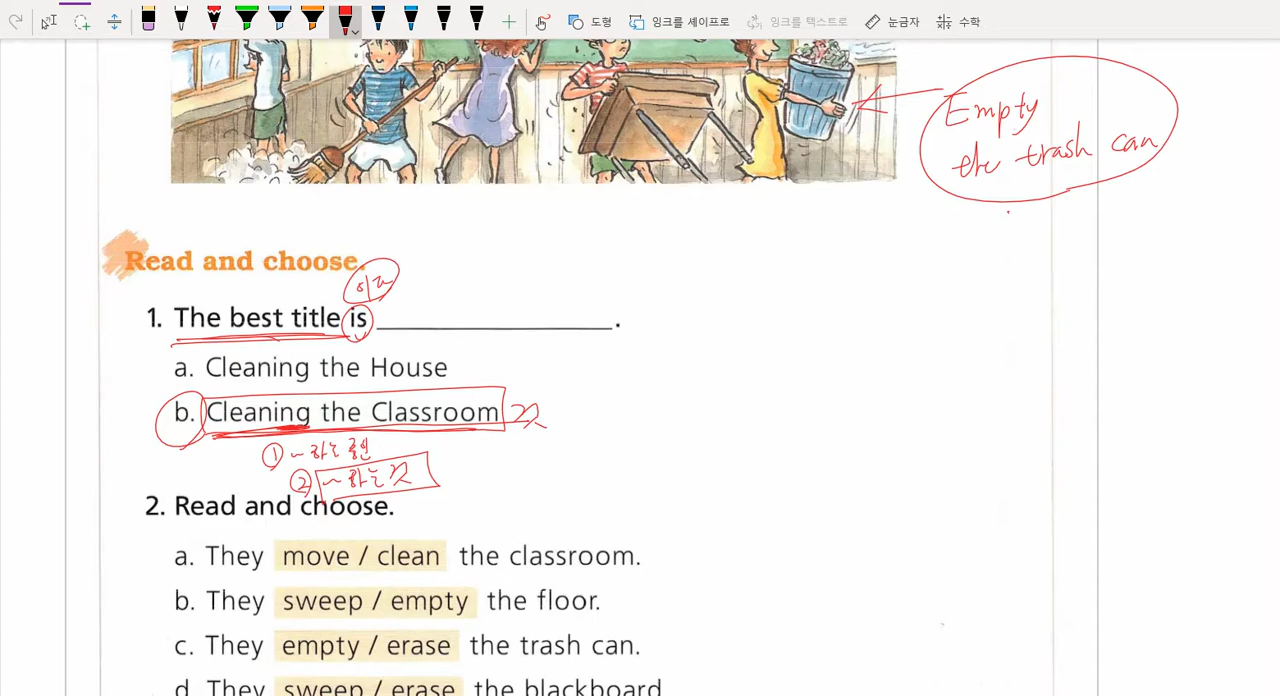 도형
잉크를 셰이프로
잉크를 텍스트로
눈금자
수학
Empty
the trash can
Read and choose.
이다
1. The best title is ____________________.
a. Cleaning the House
b. Cleaning the Classroom 것
① ~하는 중인
② ~하는 것
2. Read and choose.
a. They move / clean the classroom.
b. They sweep / empty the floor.
c. They empty / erase the trash can.
d. They sweep / erase the blackboard